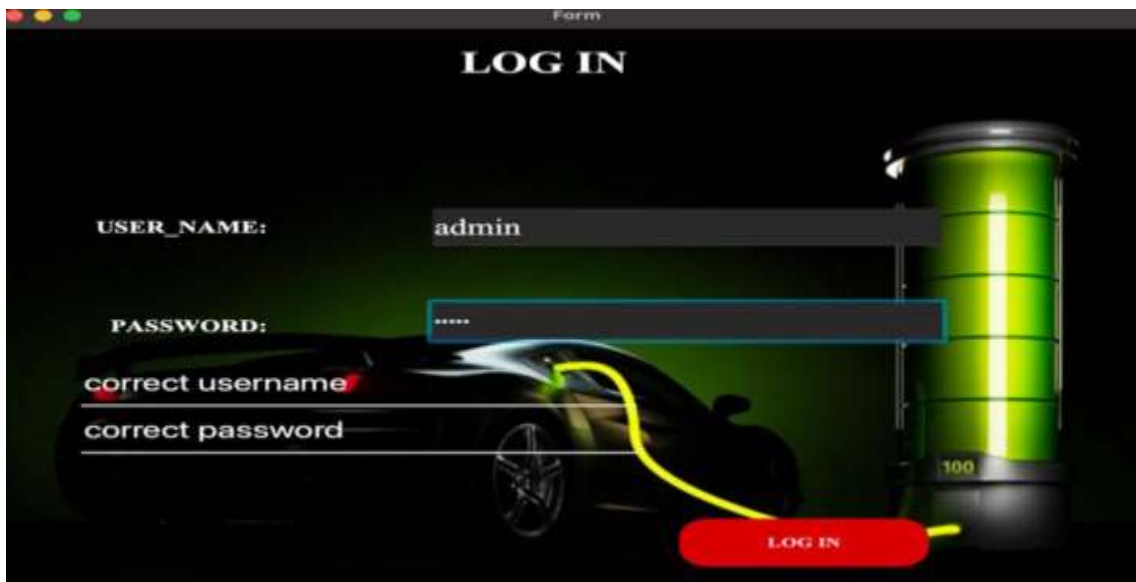 Form
LOG IN
USER_NAME: admin
PASSWORD: •••••
correct username
correct password
100
LOG IN